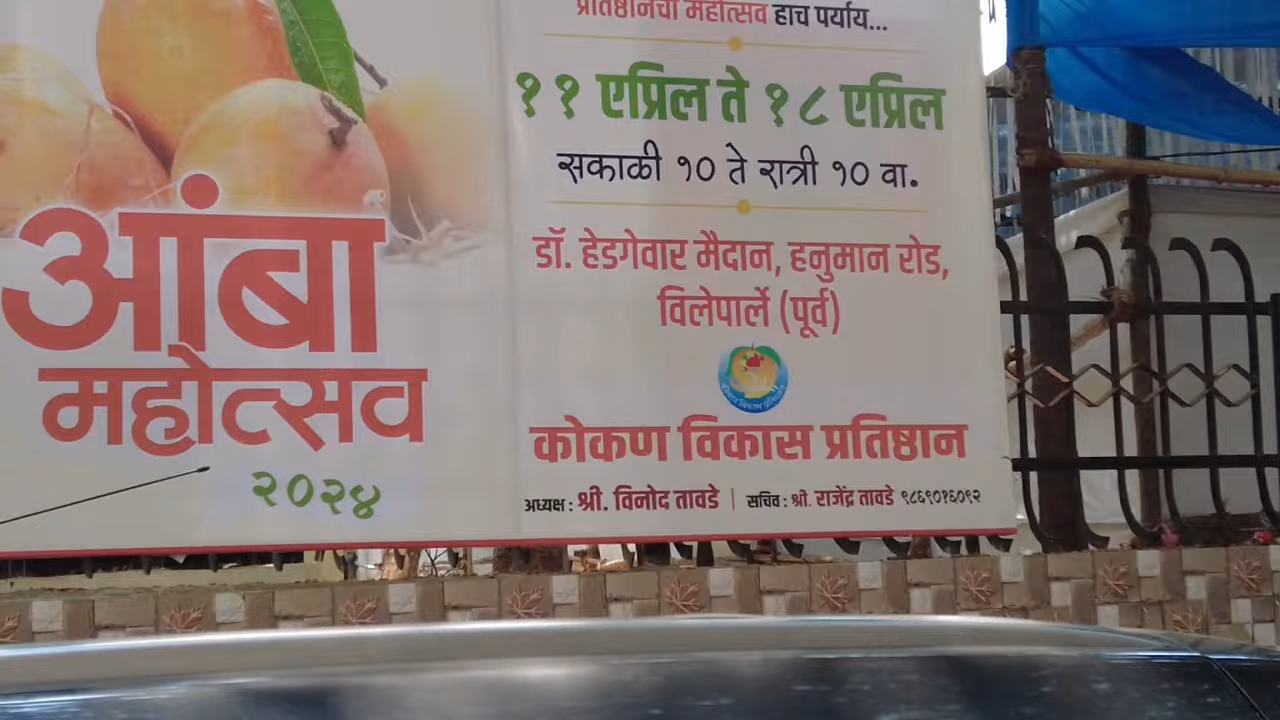 आंबा
महोत्सव
२०२४
प्रतिष्ठानचा महोत्सव हाच पर्याय...
११ एप्रिल ते १८ एप्रिल
सकाळी १० ते रात्री १० वा.
डॉ. हेडगेवार मैदान, हनुमान रोड,
विलेपार्ले (पूर्व)
कोकण विकास प्रतिष्ठान
अध्यक्ष : श्री. विनोद तावडे | सचिव : श्री. राजेंद्र तावडे ९८६९०१६०९२